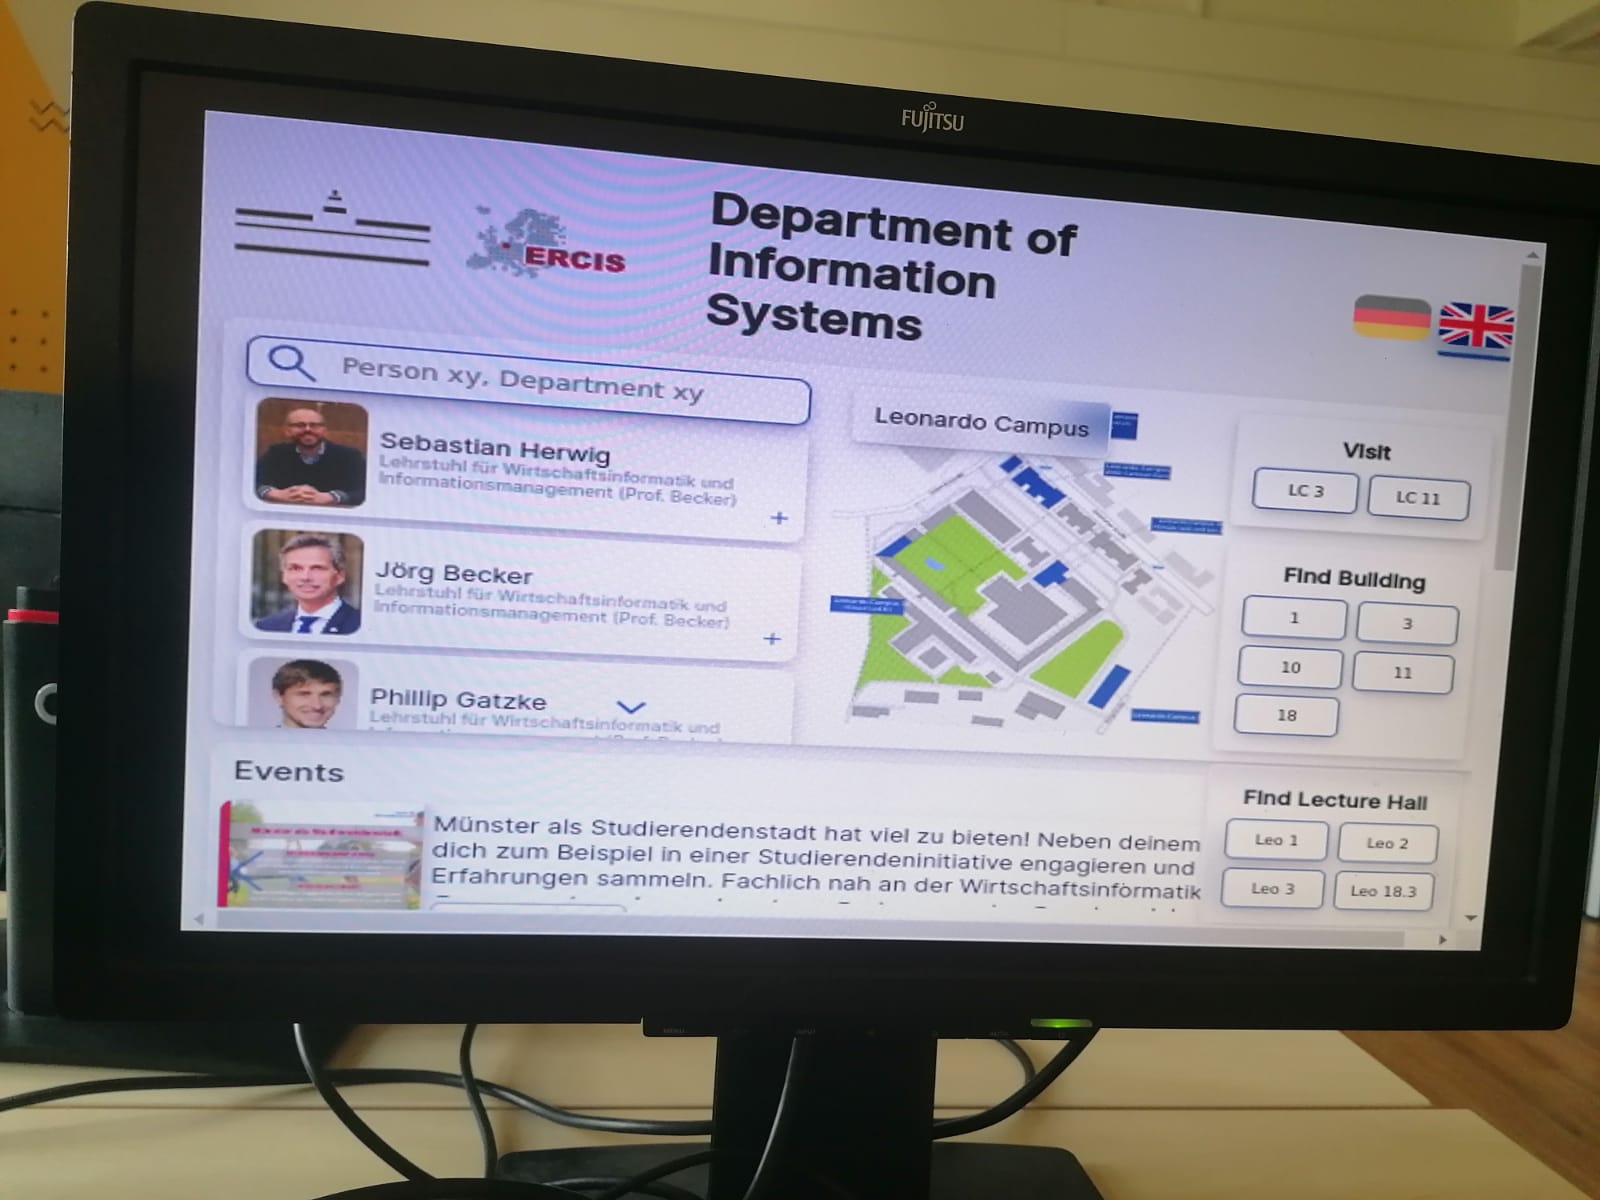 FUJITSU
ERCIS
Department of
Information
Systems
Person xy, Department xy
Sebastian Herwig
Lehrstuhl für Wirtschaftsinformatik und
Informationsmanagement (Prof. Becker)
+
Jörg Becker
Lehrstuhl für Wirtschaftsinformatik und
Informationsmanagement (Prof. Becker)
+
Phillip Gatzke
Lehrstuhl für Wirtschaftsinformatik und
Leonardo Campus
Visit
LC 3
LC 11
Find Building
1
3
10
11
18
Events
Münster als Studierendenstadt hat viel zu bieten! Neben deinem
dich zum Beispiel in einer Studierendeninitiative engagieren und
Erfahrungen sammeln. Fachlich nah an der Wirtschaftsinformatik
Find Lecture Hall
Leo 1
Leo 2
Leo 3
Leo 18.3